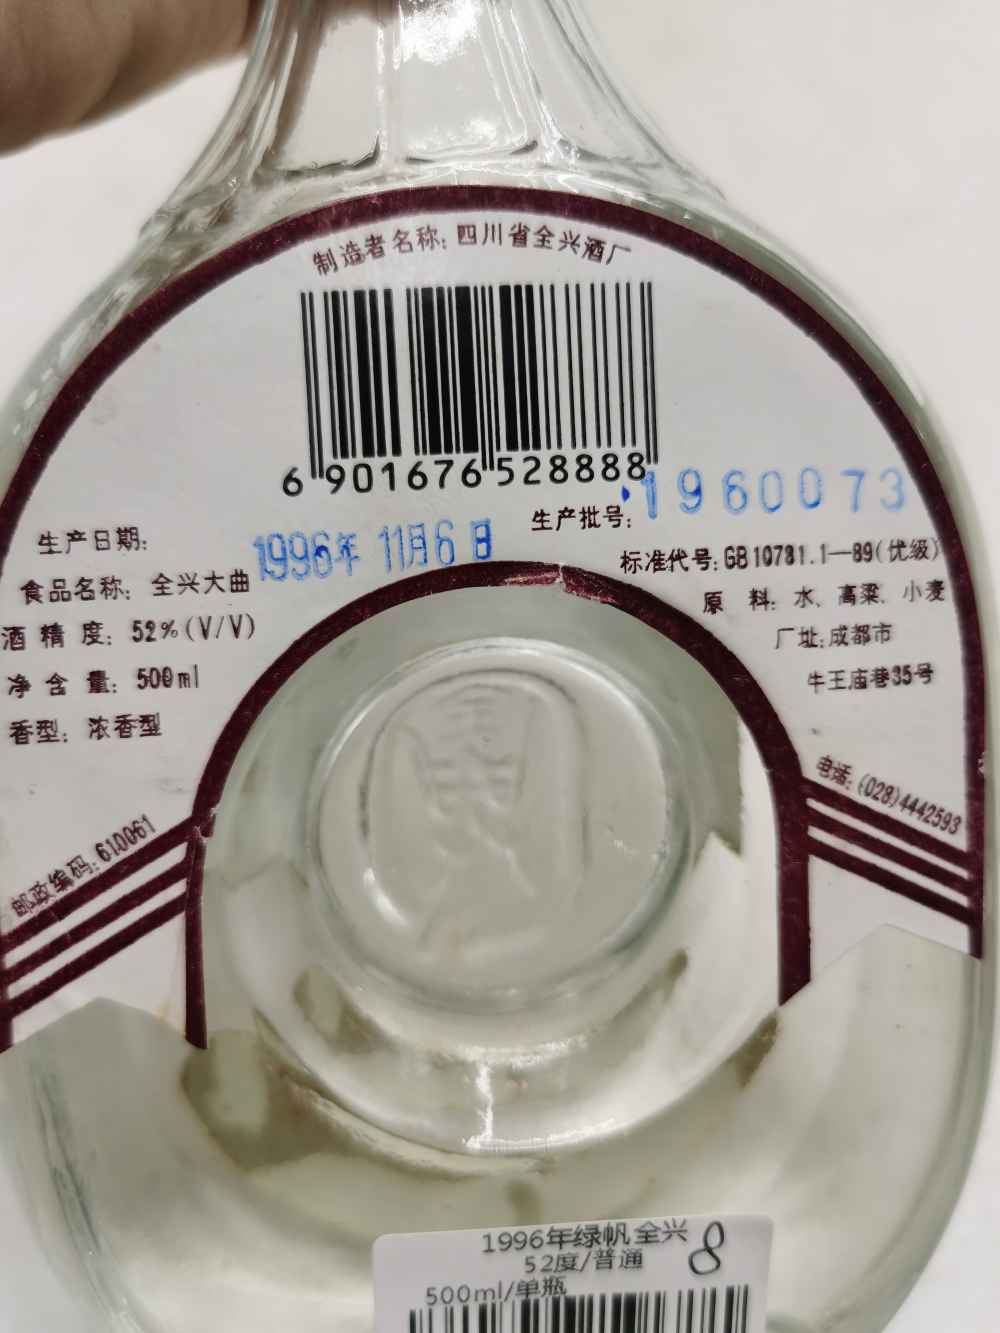 制造者名称：四川省全兴酒厂
6 901676 528888
生产日期：1996年 11月6日
生产批号：1960073
食品名称：全兴大曲
标准代号：GB10781.1—89(优级)
酒精度：52%(V/V)
原料：水、高粱、小麦
净含量：500ml
厂址：成都市
牛王庙巷35号
香型：浓香型
邮政编码：610061
电话：(028)4442593
1996年绿帆全兴
8
52度/普通
500ml/单瓶